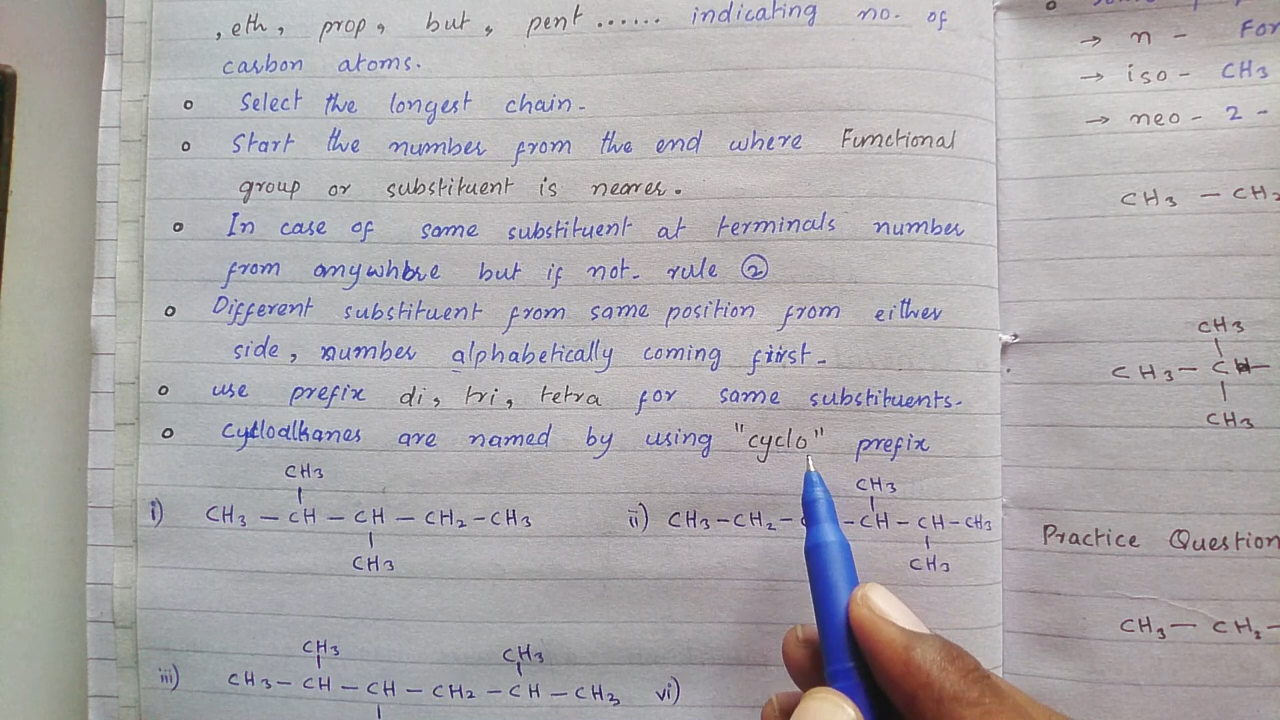 , eth, prop, but, pent ...... indicating no. of
carbon atoms.
o Select the longest chain.
o Start the number from the end where Functional
group or substituent is neares.
o In case of same substituent at terminals number
from anywhere but if not. rule ②
o Different substituent from same position from either
side, number alphabetically coming first.
o use prefix di, tri, tetra for same substituents.
o Cycloalkanes are named by using "cyclo" prefix
CH3
i) CH3 — CH — CH — CH2 — CH3
CH3
CH3
ii) CH3 — CH2 — — CH — CH — CH3
CH3
CH3 CH3
iii) CH3 — CH — CH — CH2 — CH — CH3 vi)
→ n - For
→ iso - CH3
→ neo - 2 -
CH3 — CH2
CH3
CH3 — CH —
CH3
Practice Question
CH3 — CH2 —